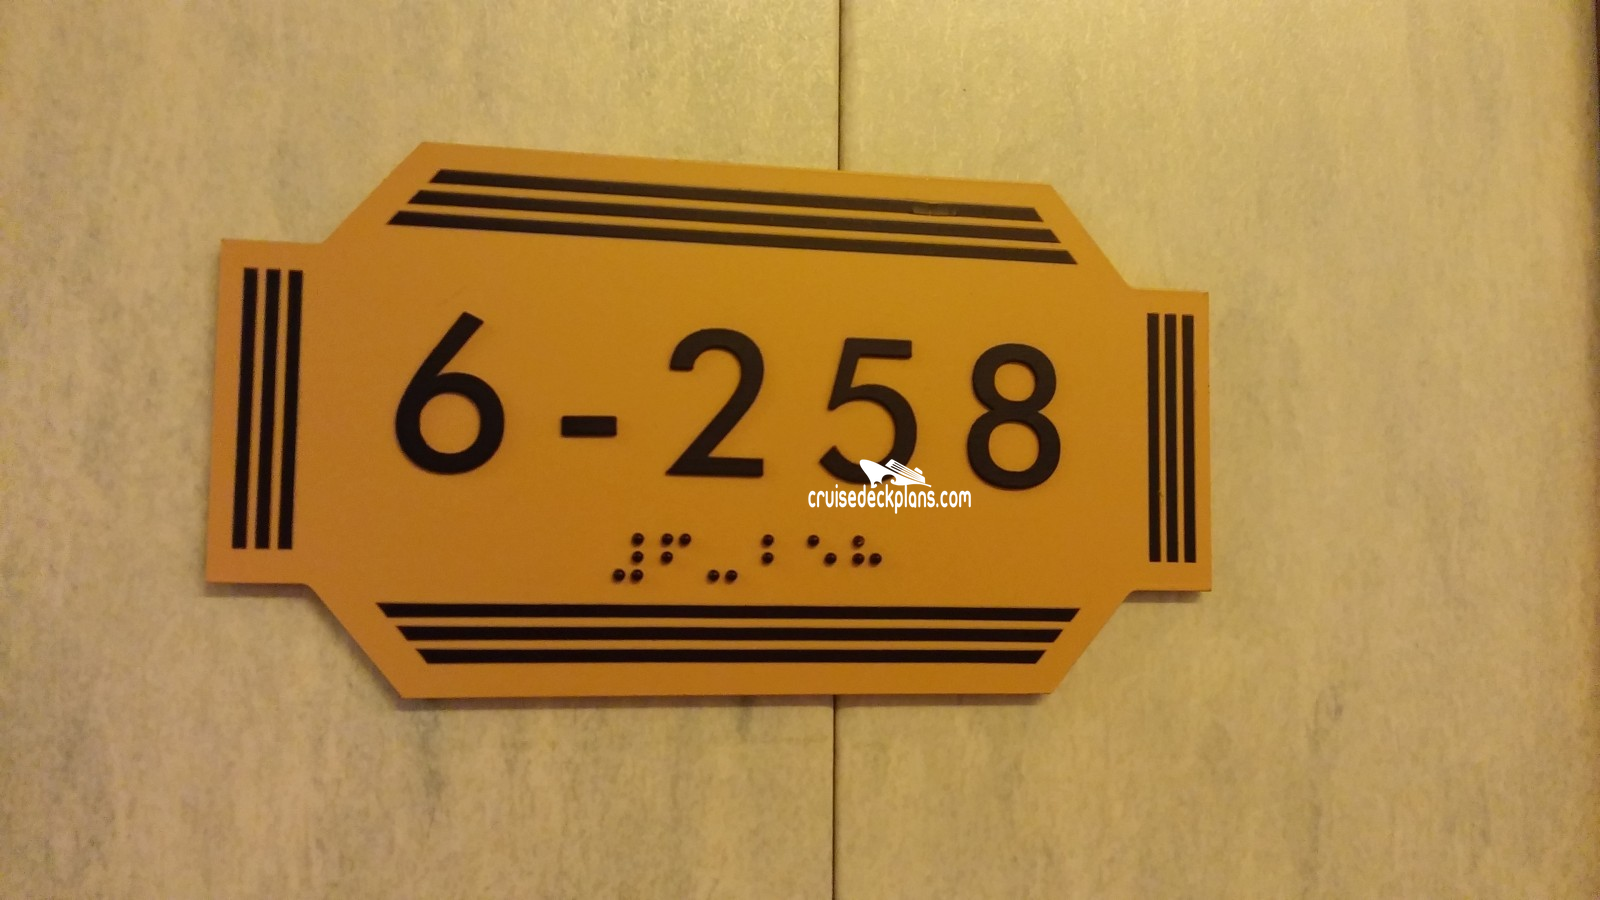 6-258
cruisedeckplans.com
⠼⠋⠤⠃⠑⠓